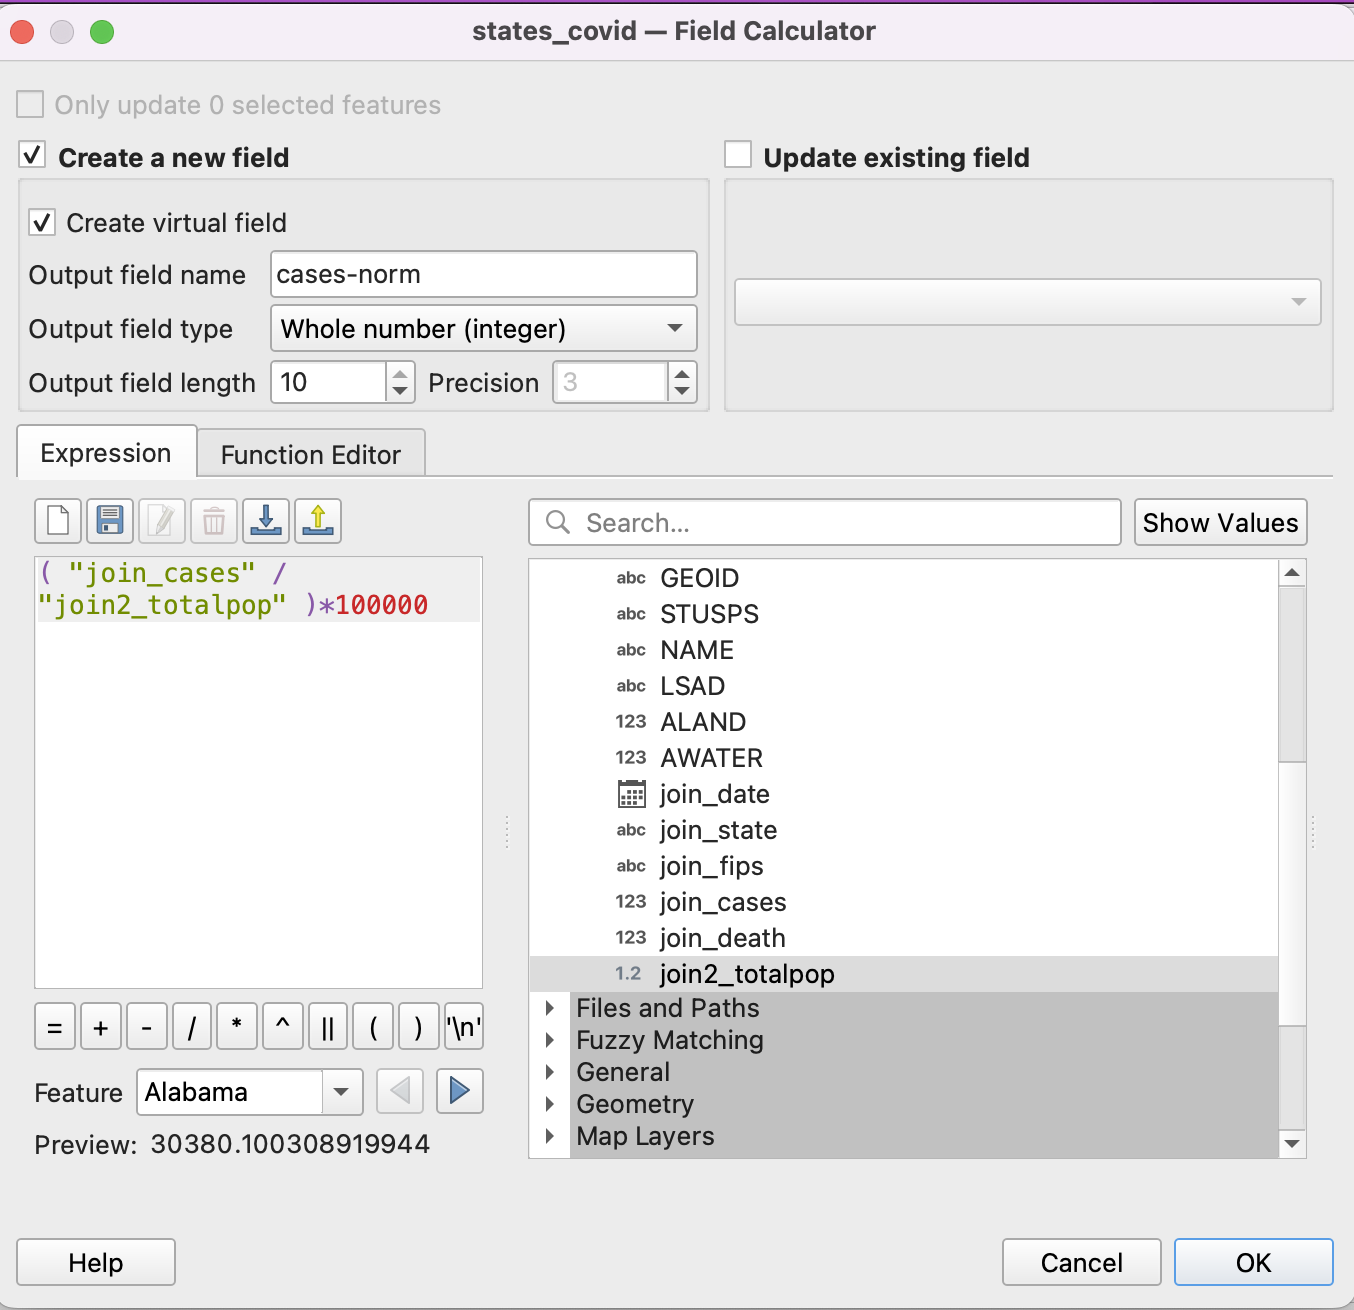 states_covid — Field Calculator
Only update 0 selected features
Create a new field
Update existing field
Create virtual field
Output field name cases-norm
Output field type Whole number (integer)
Output field length 10 Precision 3
Expression Function Editor
Search... Show Values
( "join_cases" /
"join2_totalpop" )*100000
abc GEOID
abc STUSPS
abc NAME
abc LSAD
123 ALAND
123 AWATER
join_date
abc join_state
abc join_fips
123 join_cases
123 join_death
1.2 join2_totalpop
Files and Paths
Fuzzy Matching
General
Geometry
Map Layers
= + - / * ^ || ( ) '\n'
Feature Alabama
Preview: 30380.100308919944
Help Cancel OK